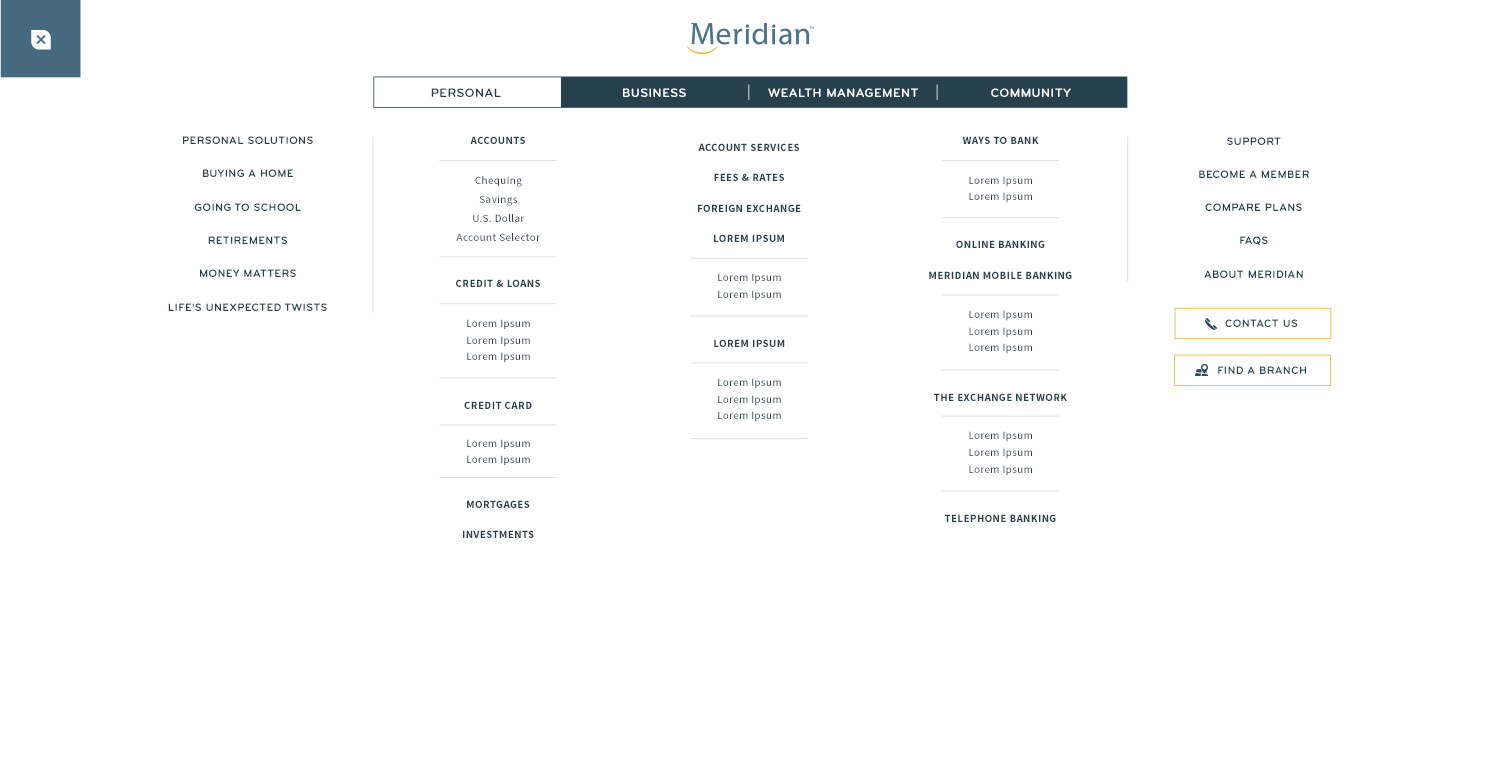 Meridian™
PERSONAL
BUSINESS
WEALTH MANAGEMENT
COMMUNITY
PERSONAL SOLUTIONS
BUYING A HOME
GOING TO SCHOOL
RETIREMENTS
MONEY MATTERS
LIFE'S UNEXPECTED TWISTS
ACCOUNTS
Chequing
Savings
U.S. Dollar
Account Selector
CREDIT & LOANS
Lorem Ipsum
Lorem Ipsum
Lorem Ipsum
CREDIT CARD
Lorem Ipsum
Lorem Ipsum
MORTGAGES
INVESTMENTS
ACCOUNT SERVICES
FEES & RATES
FOREIGN EXCHANGE
LOREM IPSUM
Lorem Ipsum
Lorem Ipsum
LOREM IPSUM
Lorem Ipsum
Lorem Ipsum
Lorem Ipsum
WAYS TO BANK
Lorem Ipsum
Lorem Ipsum
ONLINE BANKING
MERIDIAN MOBILE BANKING
Lorem Ipsum
Lorem Ipsum
Lorem Ipsum
THE EXCHANGE NETWORK
Lorem Ipsum
Lorem Ipsum
Lorem Ipsum
TELEPHONE BANKING
SUPPORT
BECOME A MEMBER
COMPARE PLANS
FAQS
ABOUT MERIDIAN
CONTACT US
FIND A BRANCH